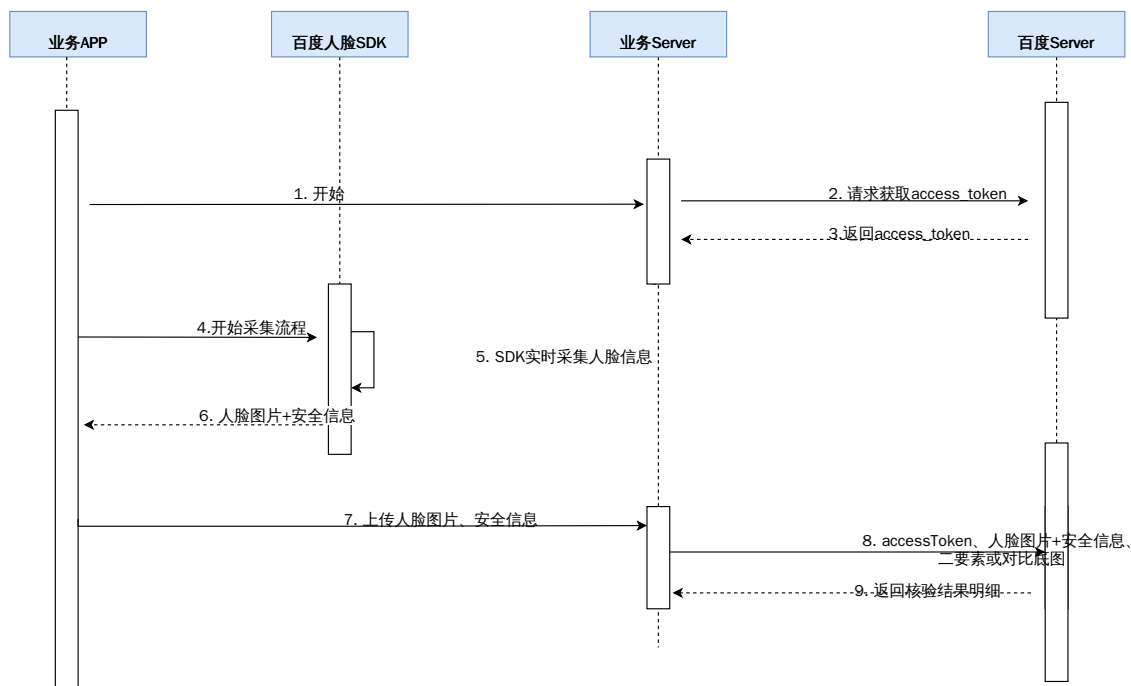 业务APP
百度人脸SDK
业务Server
百度Server
1. 开始
2. 请求获取access_token
3.返回access_token
4.开始采集流程
5. SDK实时采集人脸信息
6. 人脸图片+安全信息
7. 上传人脸图片、安全信息
8. accessToken、人脸图片+安全信息、
二要素或对比底图
9. 返回核验结果明细